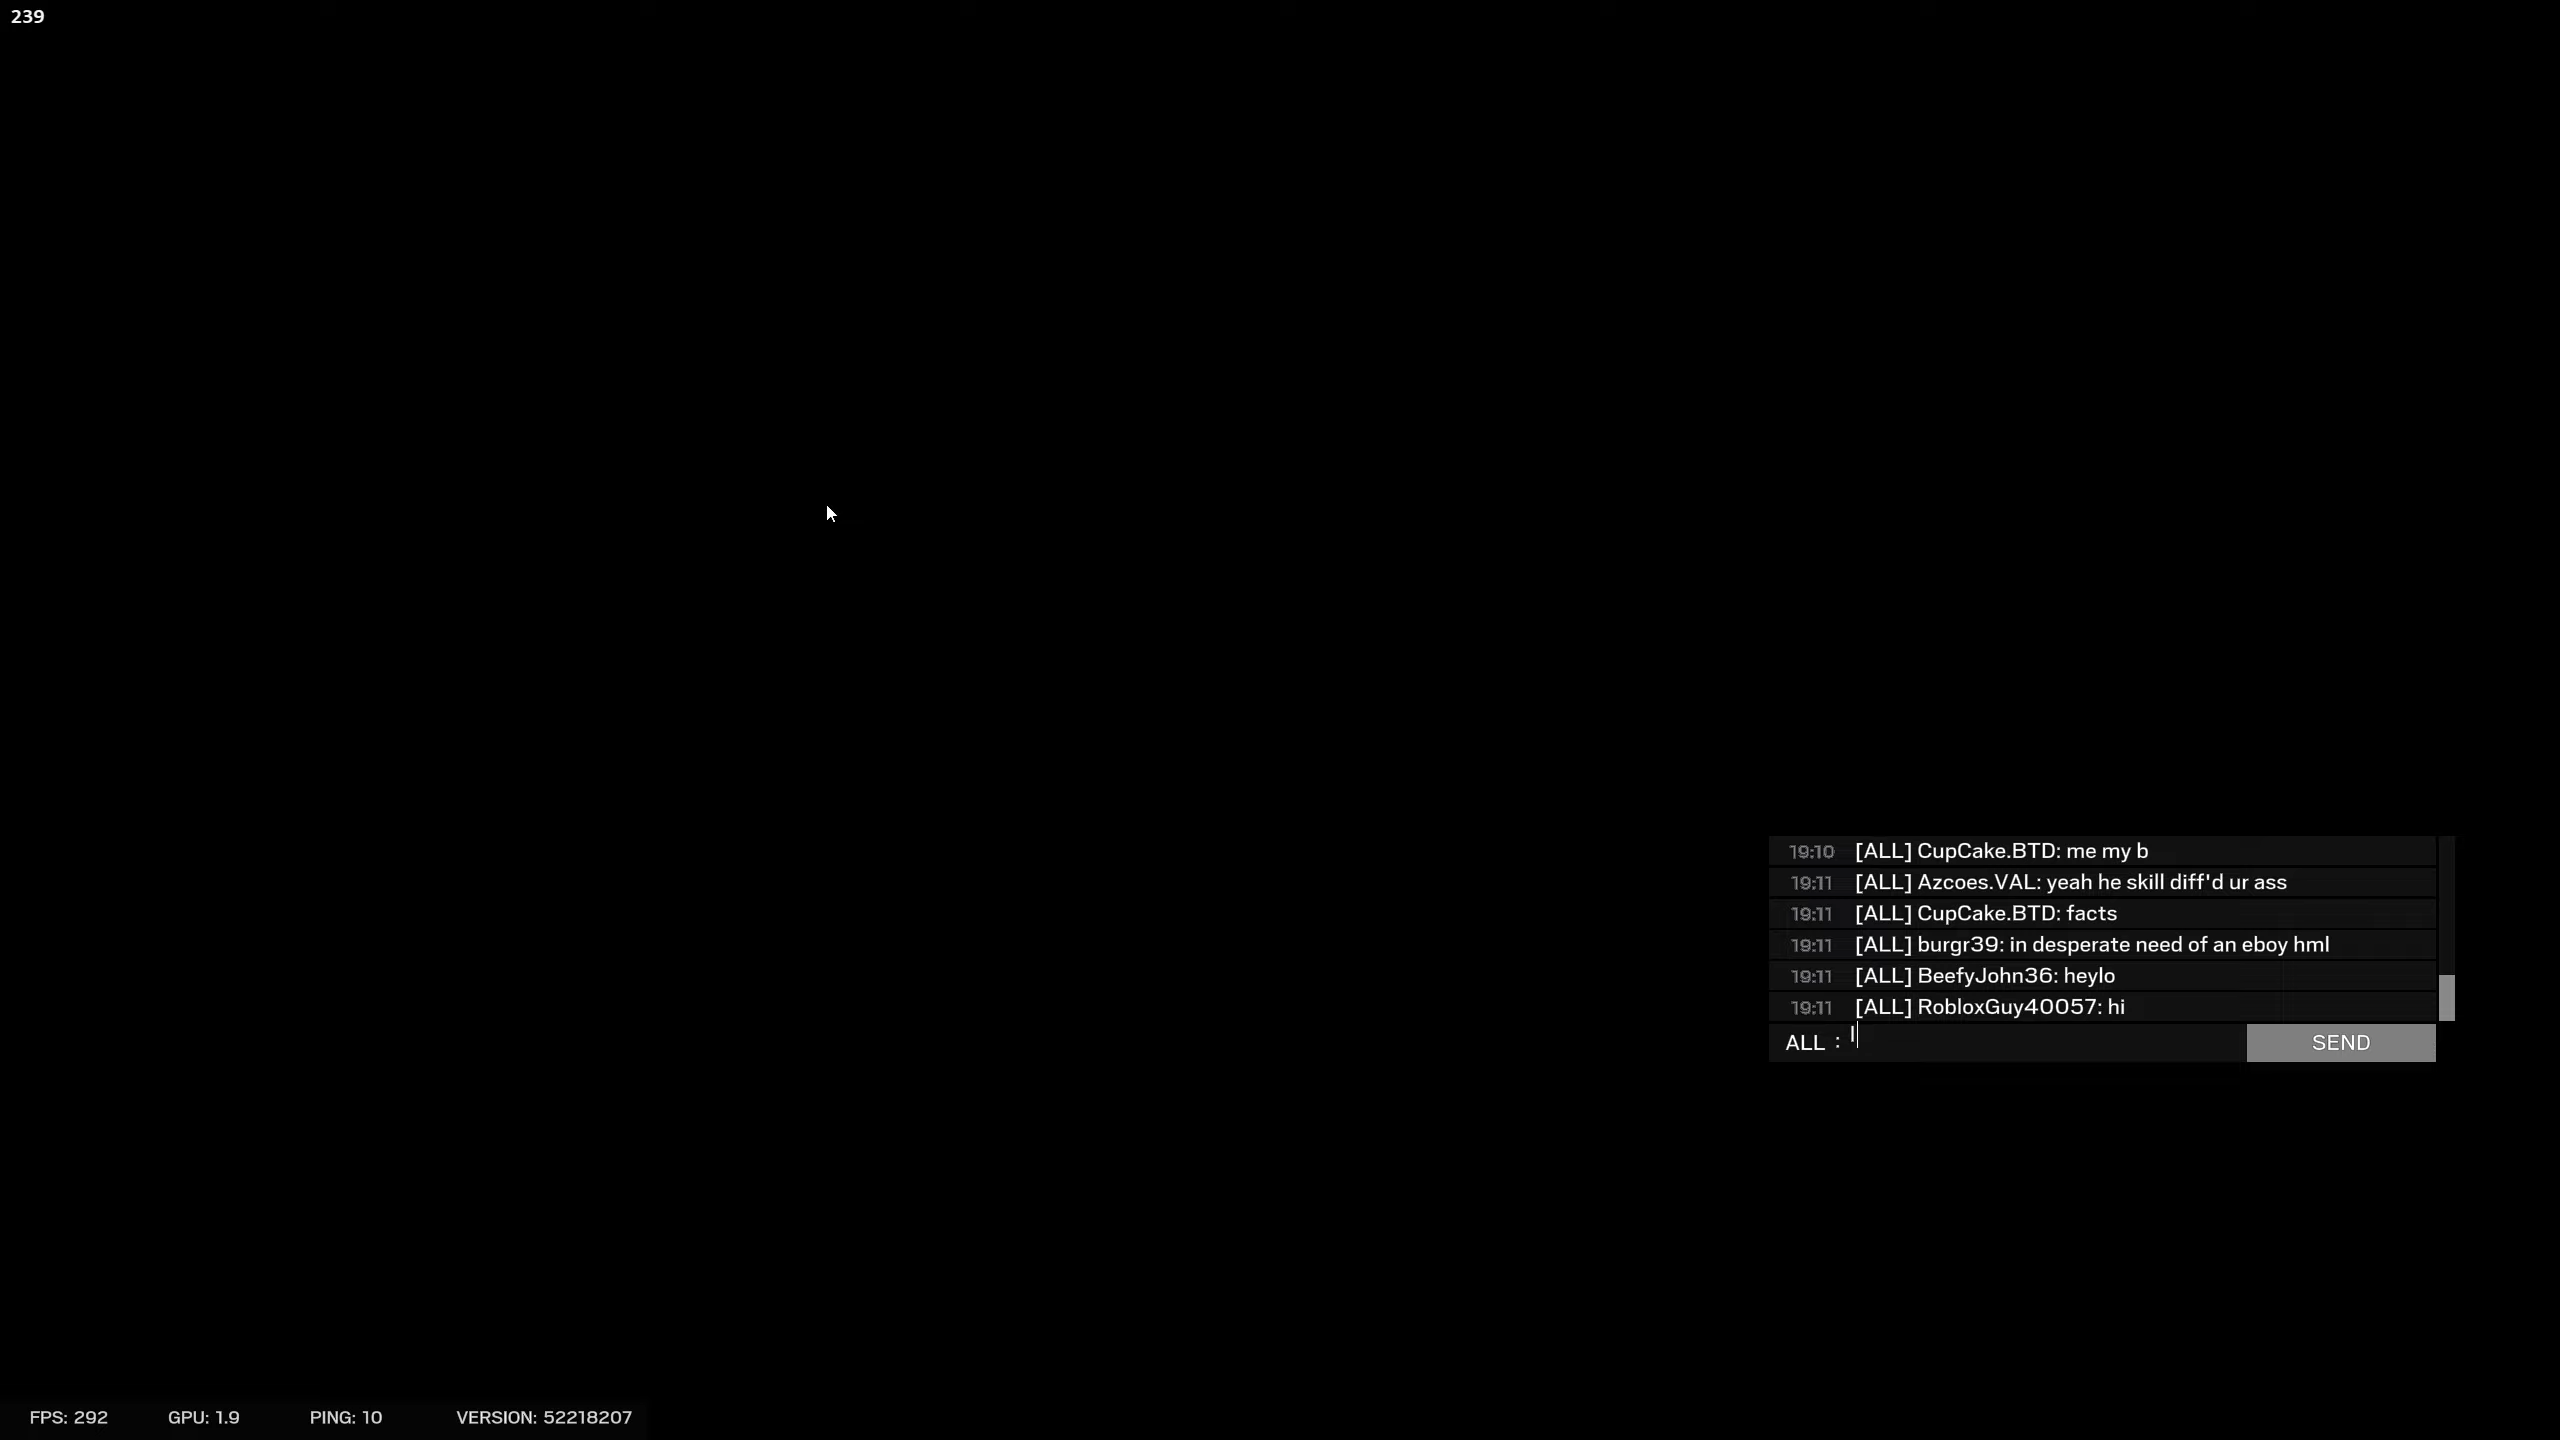 239
19:10 [ALL] CupCake.BTD: me my b
19:11 [ALL] Azcoes.VAL: yeah he skill diff'd ur ass
19:11 [ALL] CupCake.BTD: facts
19:11 [ALL] burgr39: in desperate need of an eboy hml
19:11 [ALL] BeefyJohn36: heylo
19:11 [ALL] RobloxGuy40057: hi
ALL : SEND
FPS: 292 GPU: 1.9 PING: 10 VERSION: 52218207